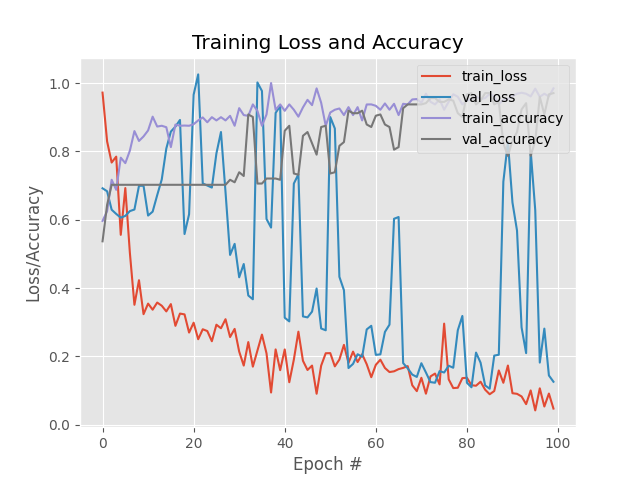 Training Loss and Accuracy
train_loss
val_loss
train_accuracy
val_accuracy
Loss/Accuracy
1.0
0.8
0.6
0.4
0.2
0.0
0 20 40 60 80 100
Epoch #